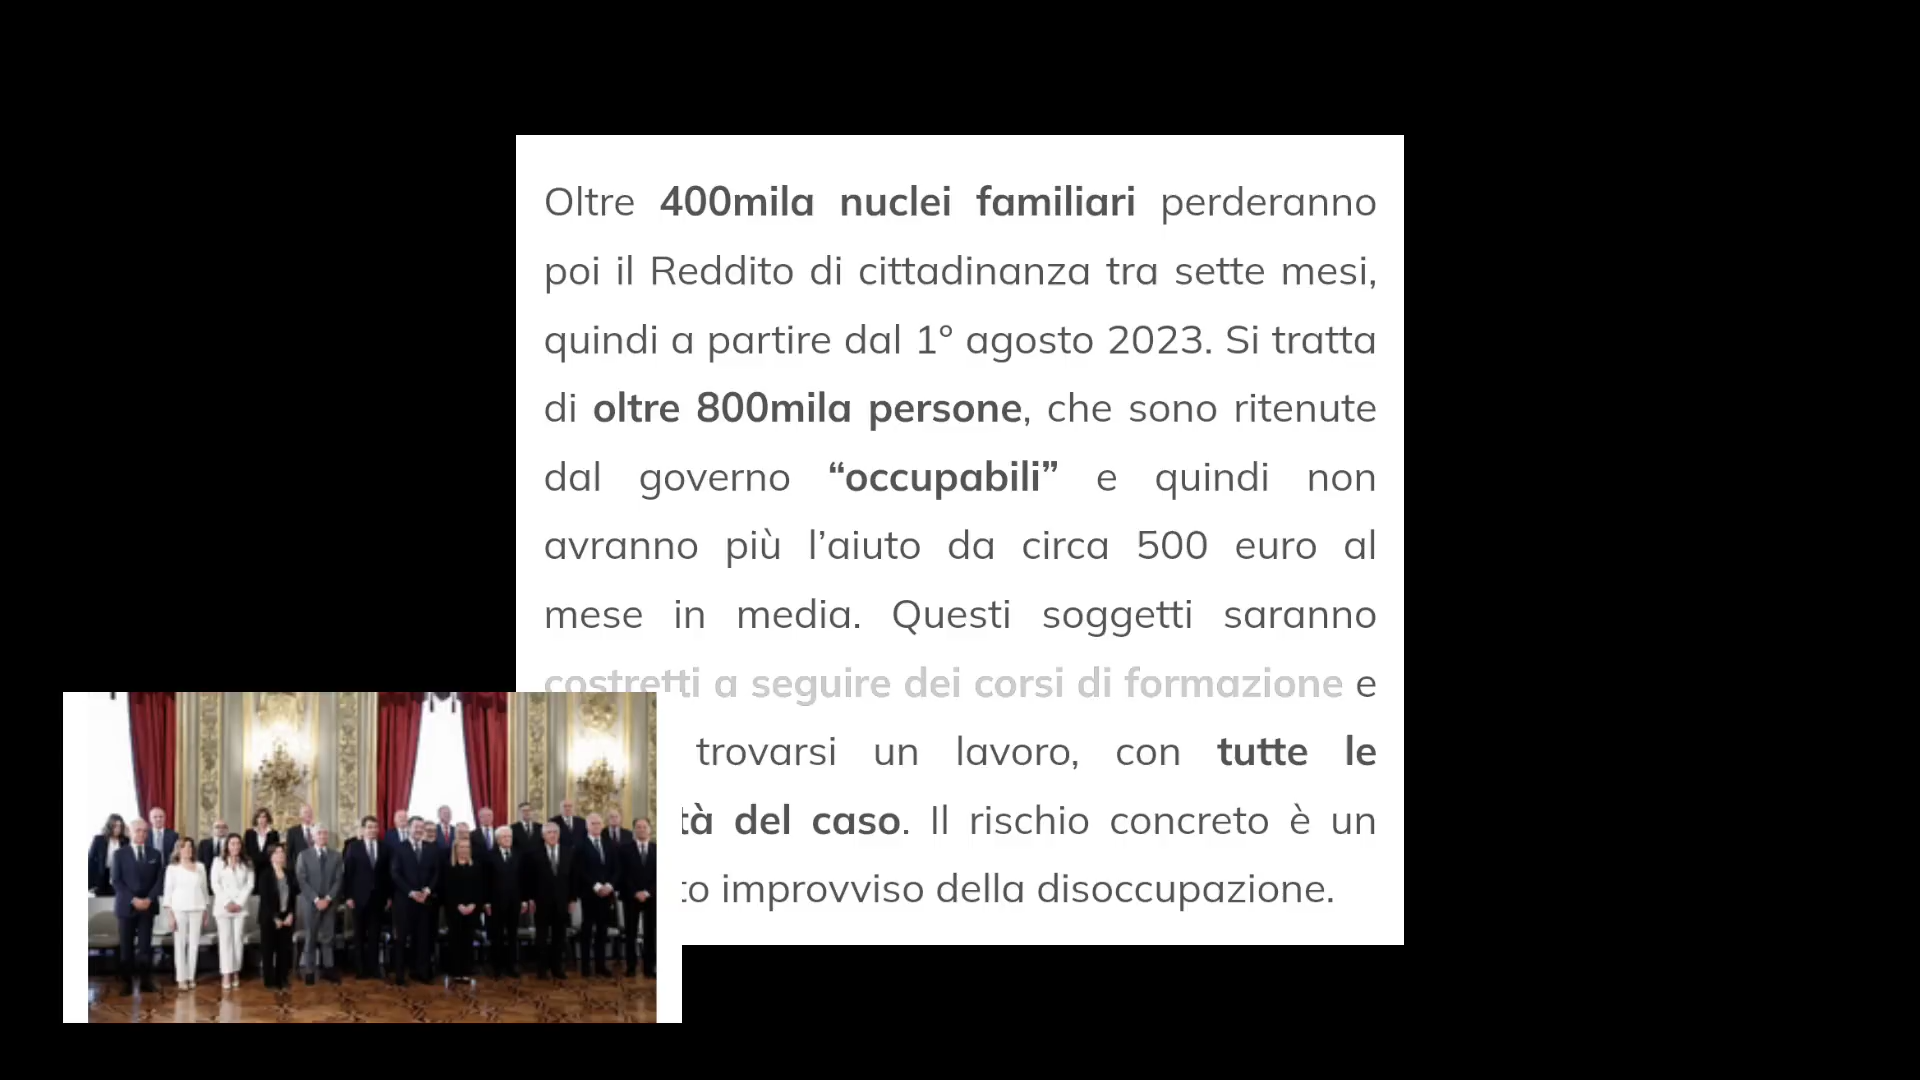 Oltre 400mila nuclei familiari perderanno
poi il Reddito di cittadinanza tra sette mesi,
quindi a partire dal 1° agosto 2023. Si tratta
di oltre 800mila persone, che sono ritenute
dal governo “occupabili” e quindi non
avranno più l’aiuto da circa 500 euro al
mese in media. Questi soggetti saranno
costretti a seguire dei corsi di formazione e
trovarsi un lavoro, con tutte le
del caso. Il rischio concreto è un
improvviso della disoccupazione.